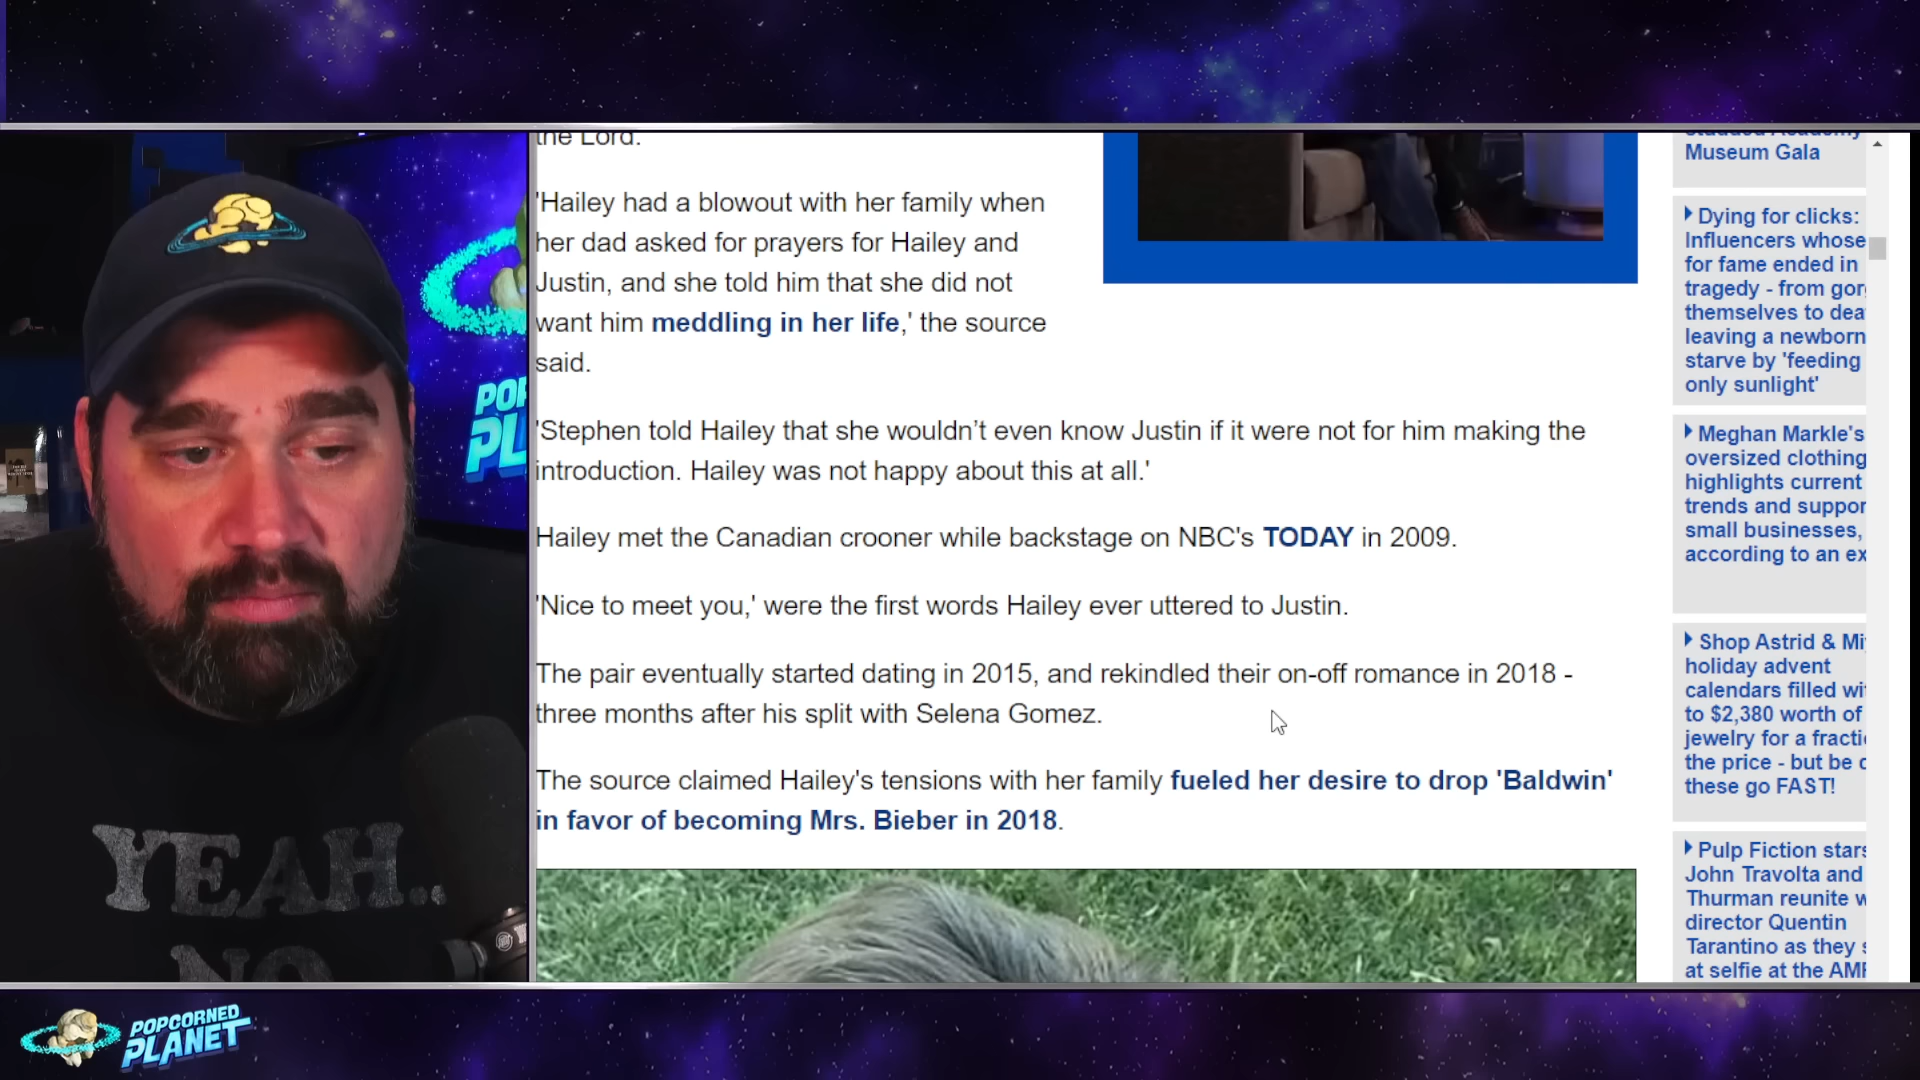 the Lord.
'Hailey had a blowout with her family when
her dad asked for prayers for Hailey and
Justin, and she told him that she did not
want him meddling in her life,' the source
said.
'Stephen told Hailey that she wouldn’t even know Justin if it were not for him making the
introduction. Hailey was not happy about this at all.'
Hailey met the Canadian crooner while backstage on NBC's TODAY in 2009.
'Nice to meet you,' were the first words Hailey ever uttered to Justin.
The pair eventually started dating in 2015, and rekindled their on-off romance in 2018 -
three months after his split with Selena Gomez.
The source claimed Hailey's tensions with her family fueled her desire to drop 'Baldwin'
in favor of becoming Mrs. Bieber in 2018.
Museum Gala
Dying for clicks:
Influencers whose
for fame ended in
tragedy - from
themselves to
leaving a newborn
starve by 'feeding
only sunlight'
Meghan Markle's
oversized clothing
highlights current
trends and
small businesses,
according to an
Shop Astrid &
holiday advent
calendars filled
to $2,380 worth of
jewelry for a
the price - but be
these go FAST!
Pulp Fiction
John Travolta and
Thurman reunite
director Quentin
Tarantino as they
at selfie at the
YEAH..
NO
POPCORNED
PLANET